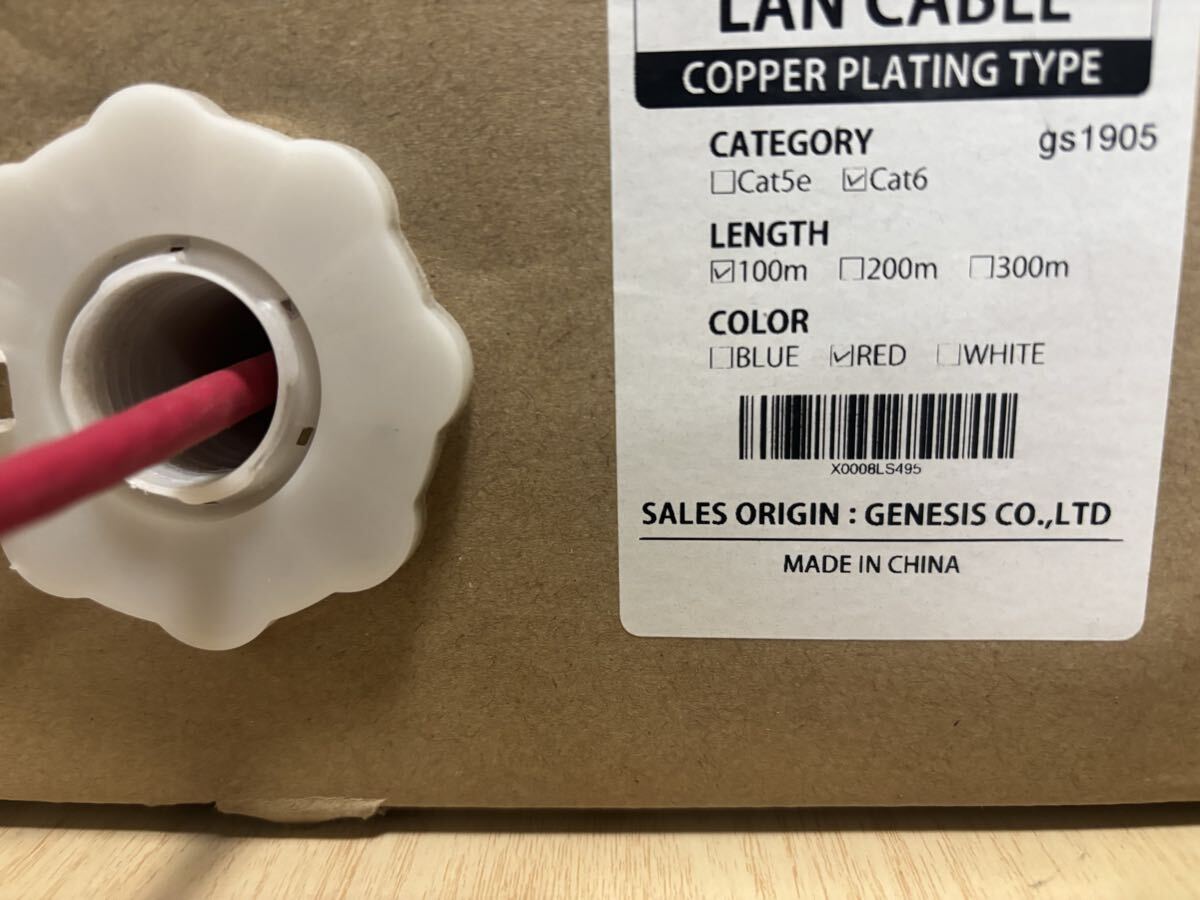 LAN CABLE
COPPER PLATING TYPE
CATEGORY gs1905
☐Cat5e ☑Cat6
LENGTH
☑100m ☐200m ☐300m
COLOR
☐BLUE ☑RED ☐WHITE
X0008LS495
SALES ORIGIN : GENESIS CO.,LTD
MADE IN CHINA